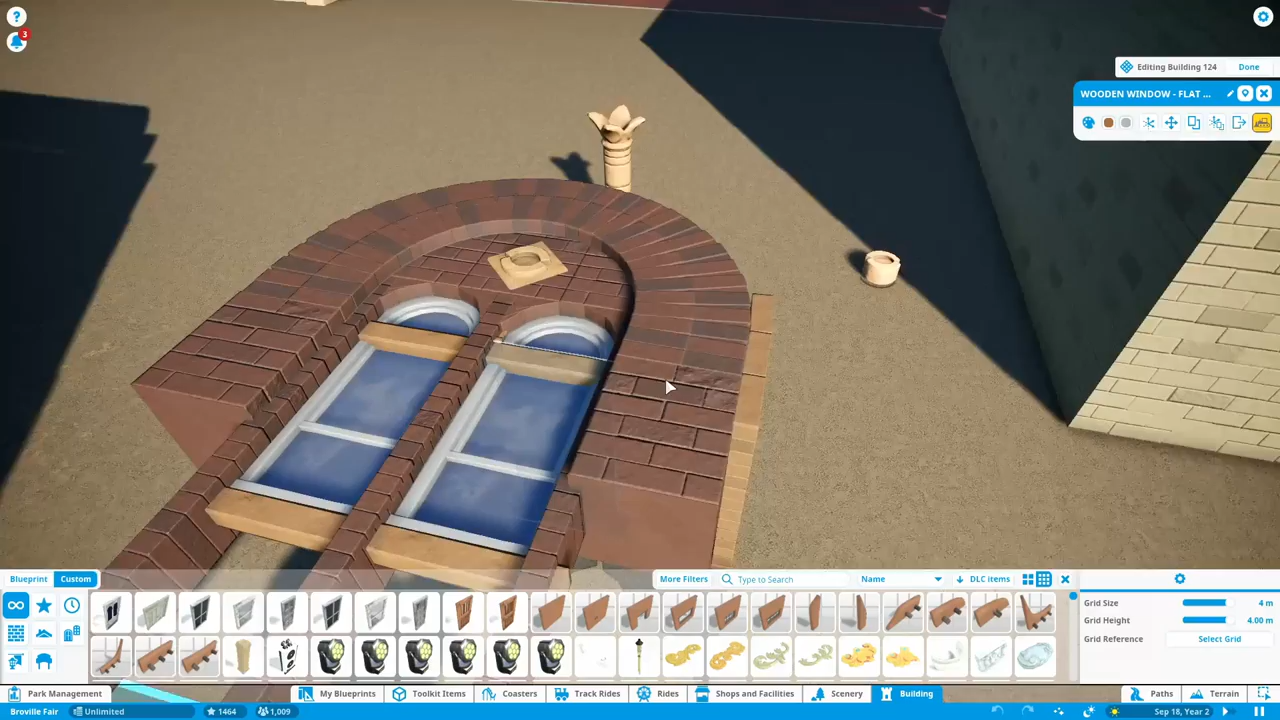 ?
3
Editing Building 124
Done
WOODEN WINDOW - FLAT ...
Blueprint
Custom
More Filters
Type to Search
Name
DLC items
Grid Size
4 m
Grid Height
4.00 m
Grid Reference
Select Grid
Park Management
My Blueprints
Toolkit Items
Coasters
Track Rides
Rides
Shops and Facilities
Scenery
Building
Paths
Terrain
Broville Fair
Unlimited
1464
1,009
Sep 18, Year 2